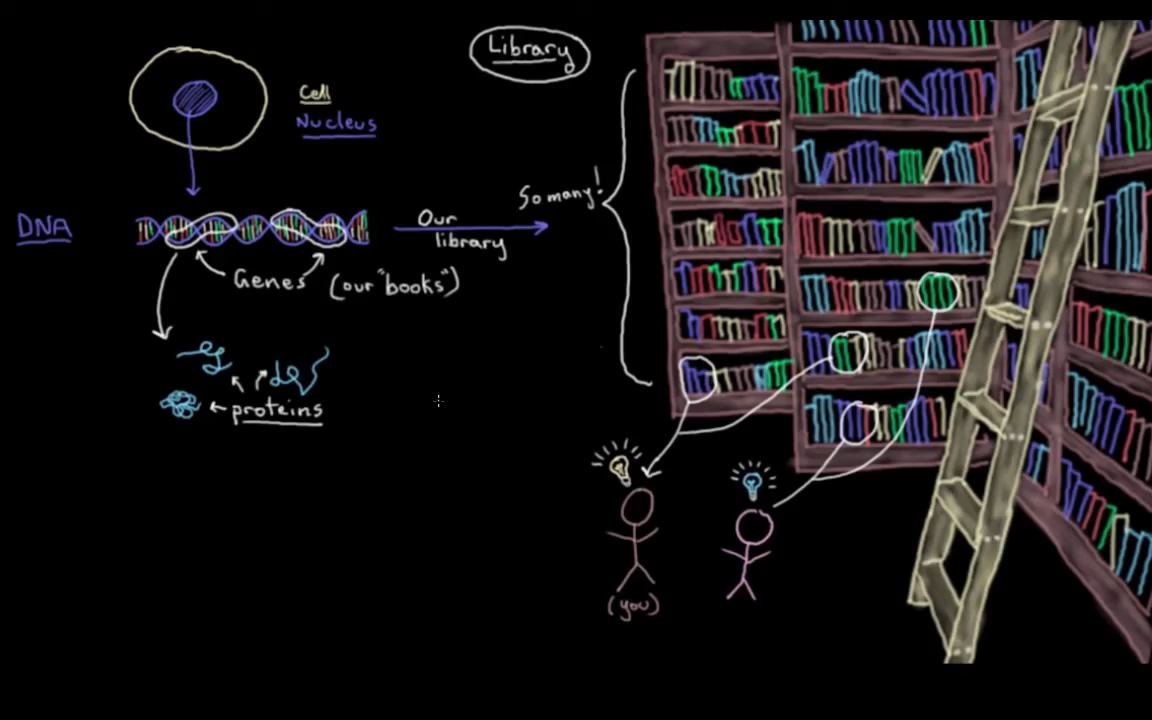 Library
Cell
Nucleus
So many!
DNA
Our
library
Genes (our "books")
proteins
(you)